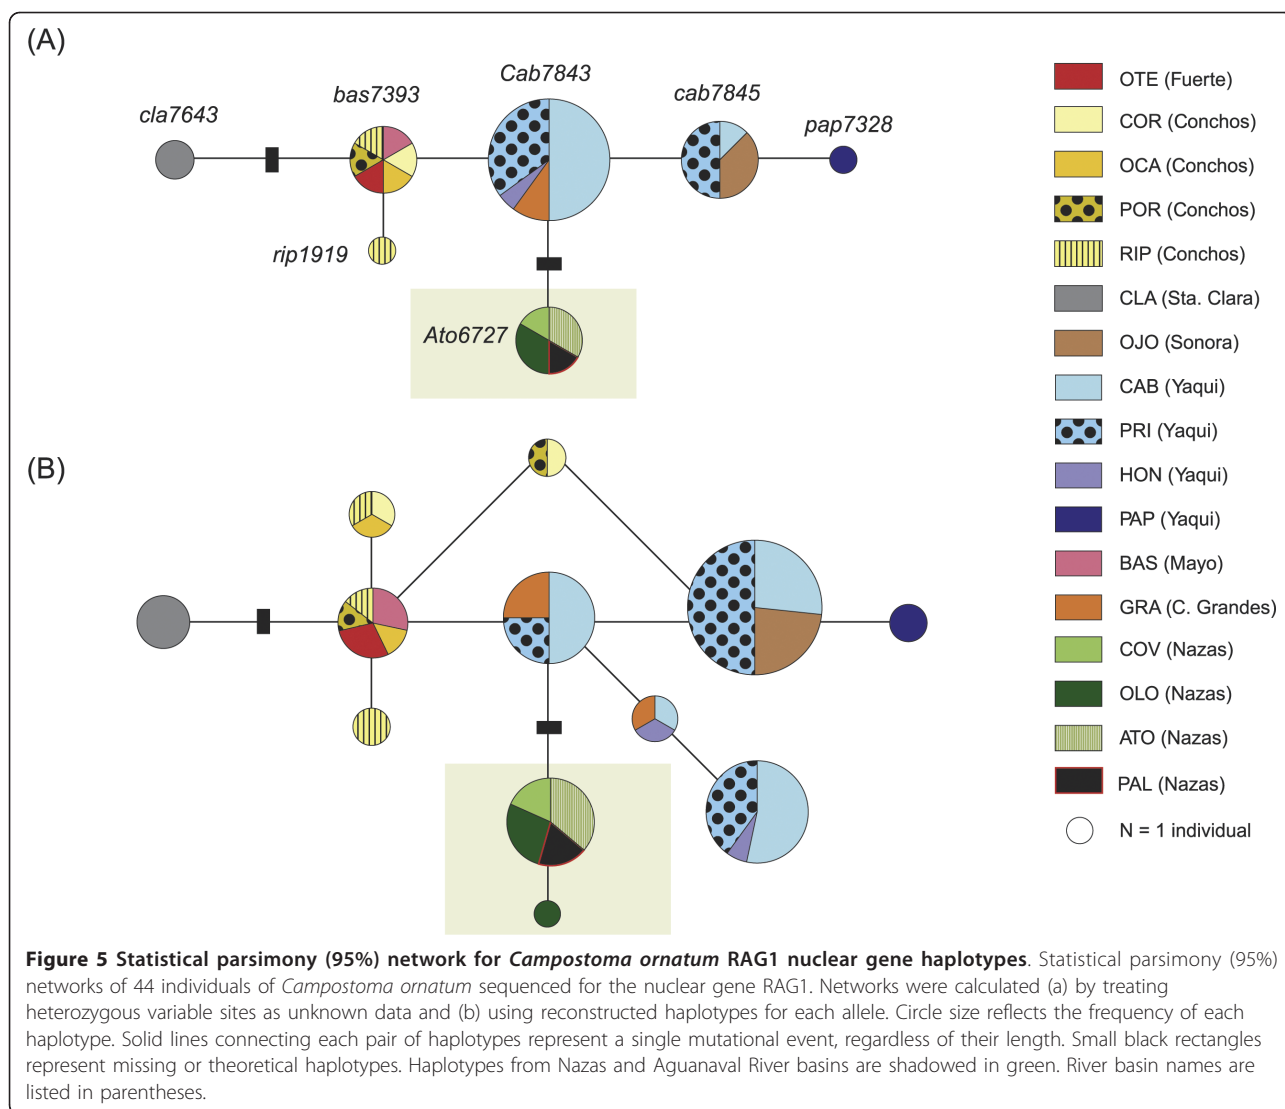 (A)
cla7643
bas7393
Cab7843
cab7845
pap7328
rip1919
Ato6727
(B)
OTE (Fuerte)
COR (Conchos)
OCA (Conchos)
POR (Conchos)
RIP (Conchos)
CLA (Sta. Clara)
OJO (Sonora)
CAB (Yaqui)
PRI (Yaqui)
HON (Yaqui)
PAP (Yaqui)
BAS (Mayo)
GRA (C. Grandes)
COV (Nazas)
OLO (Nazas)
ATO (Nazas)
PAL (Nazas)
N = 1 individual
Figure 5 Statistical parsimony (95%) network for Campostoma ornatum RAG1 nuclear gene haplotypes. Statistical parsimony (95%)
networks of 44 individuals of Campostoma ornatum sequenced for the nuclear gene RAG1. Networks were calculated (a) by treating
heterozygous variable sites as unknown data and (b) using reconstructed haplotypes for each allele. Circle size reflects the frequency of each
haplotype. Solid lines connecting each pair of haplotypes represent a single mutational event, regardless of their length. Small black rectangles
represent missing or theoretical haplotypes. Haplotypes from Nazas and Aguanaval River basins are shadowed in green. River basin names are
listed in parentheses.